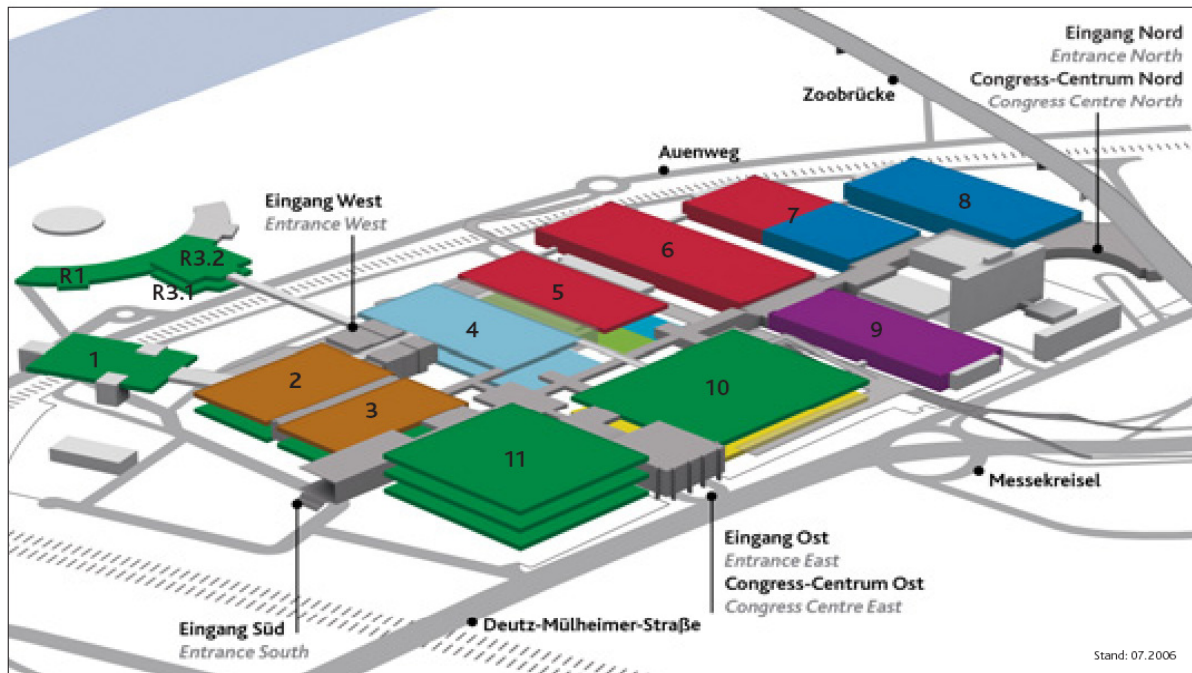 Eingang Nord
Entrance North
Congress-Centrum Nord
Congress Centre North
Zoobrücke
Auenweg
Eingang West
Entrance West
8
7
6
R3.2
R1
R3.1
5
4
9
1
2
10
3
11
Messekreisel
Eingang Ost
Entrance East
Congress-Centrum Ost
Congress Centre East
Eingang Süd
Entrance South
Deutz-Mülheimer-Straße
Stand: 07.2006